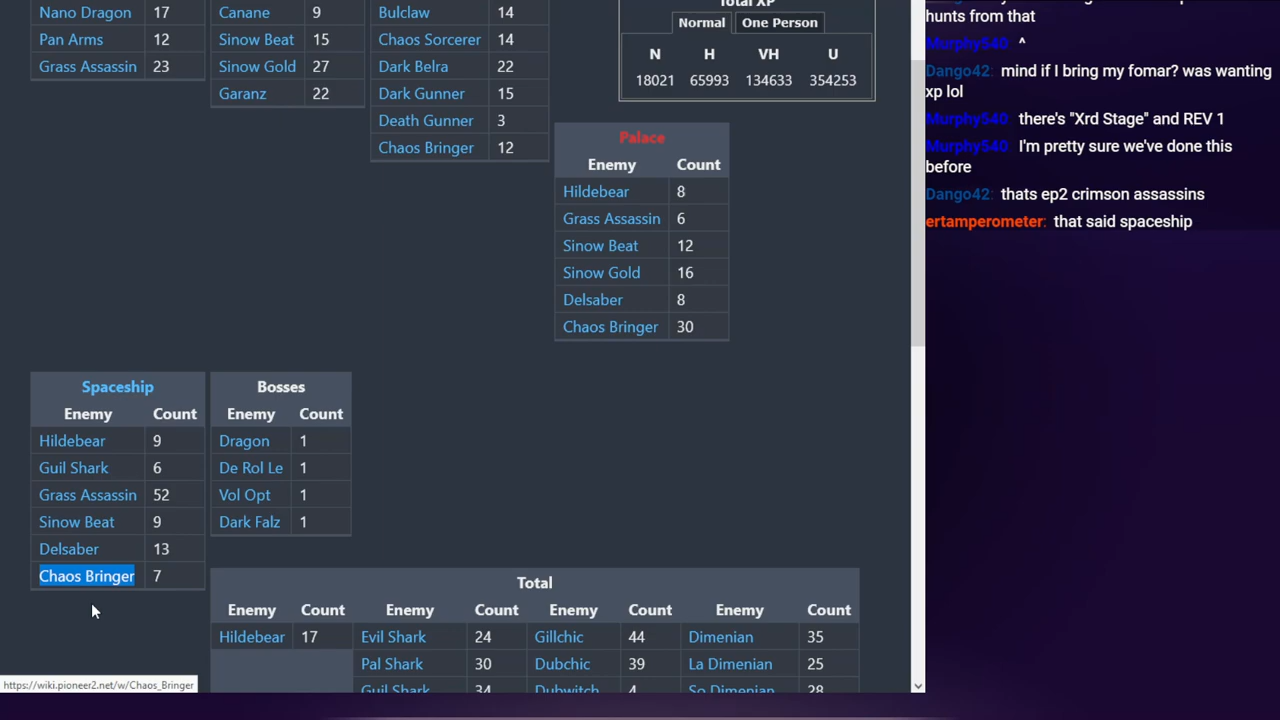 Nano Dragon 17
Pan Arms 12
Grass Assassin 23
Canane 9
Sinow Beat 15
Sinow Gold 27
Garanz 22
Bulclaw 14
Chaos Sorcerer 14
Dark Belra 22
Dark Gunner 15
Death Gunner 3
Chaos Bringer 12
Total XP
Normal One Person
N H VH U
18021 65993 134633 354253
Palace
Enemy Count
Hildebear 8
Grass Assassin 6
Sinow Beat 12
Sinow Gold 16
Delsaber 8
Chaos Bringer 30
Spaceship
Enemy Count
Hildebear 9
Guil Shark 6
Grass Assassin 52
Sinow Beat 9
Delsaber 13
Chaos Bringer 7
Bosses
Enemy Count
Dragon 1
De Rol Le 1
Vol Opt 1
Dark Falz 1
Total
Enemy Count Enemy Count Enemy Count Enemy Count
Hildebear 17 Evil Shark 24 Gillchic 44 Dimenian 35
Pal Shark 30 Dubchic 39 La Dimenian 25
Guil Shark 34 Dubwitch 4 So Dimenian 28
https://wiki.pioneer2.net/w/Chaos_Bringer
hunts from that
Murphy540 ^
Dango42: mind if I bring my fomar? was wanting
xp lol
Murphy540 there's "Xrd Stage" and REV 1
Murphy540 I'm pretty sure we've done this
before
Dango42: thats ep2 crimson assassins
ertamperometer: that said spaceship